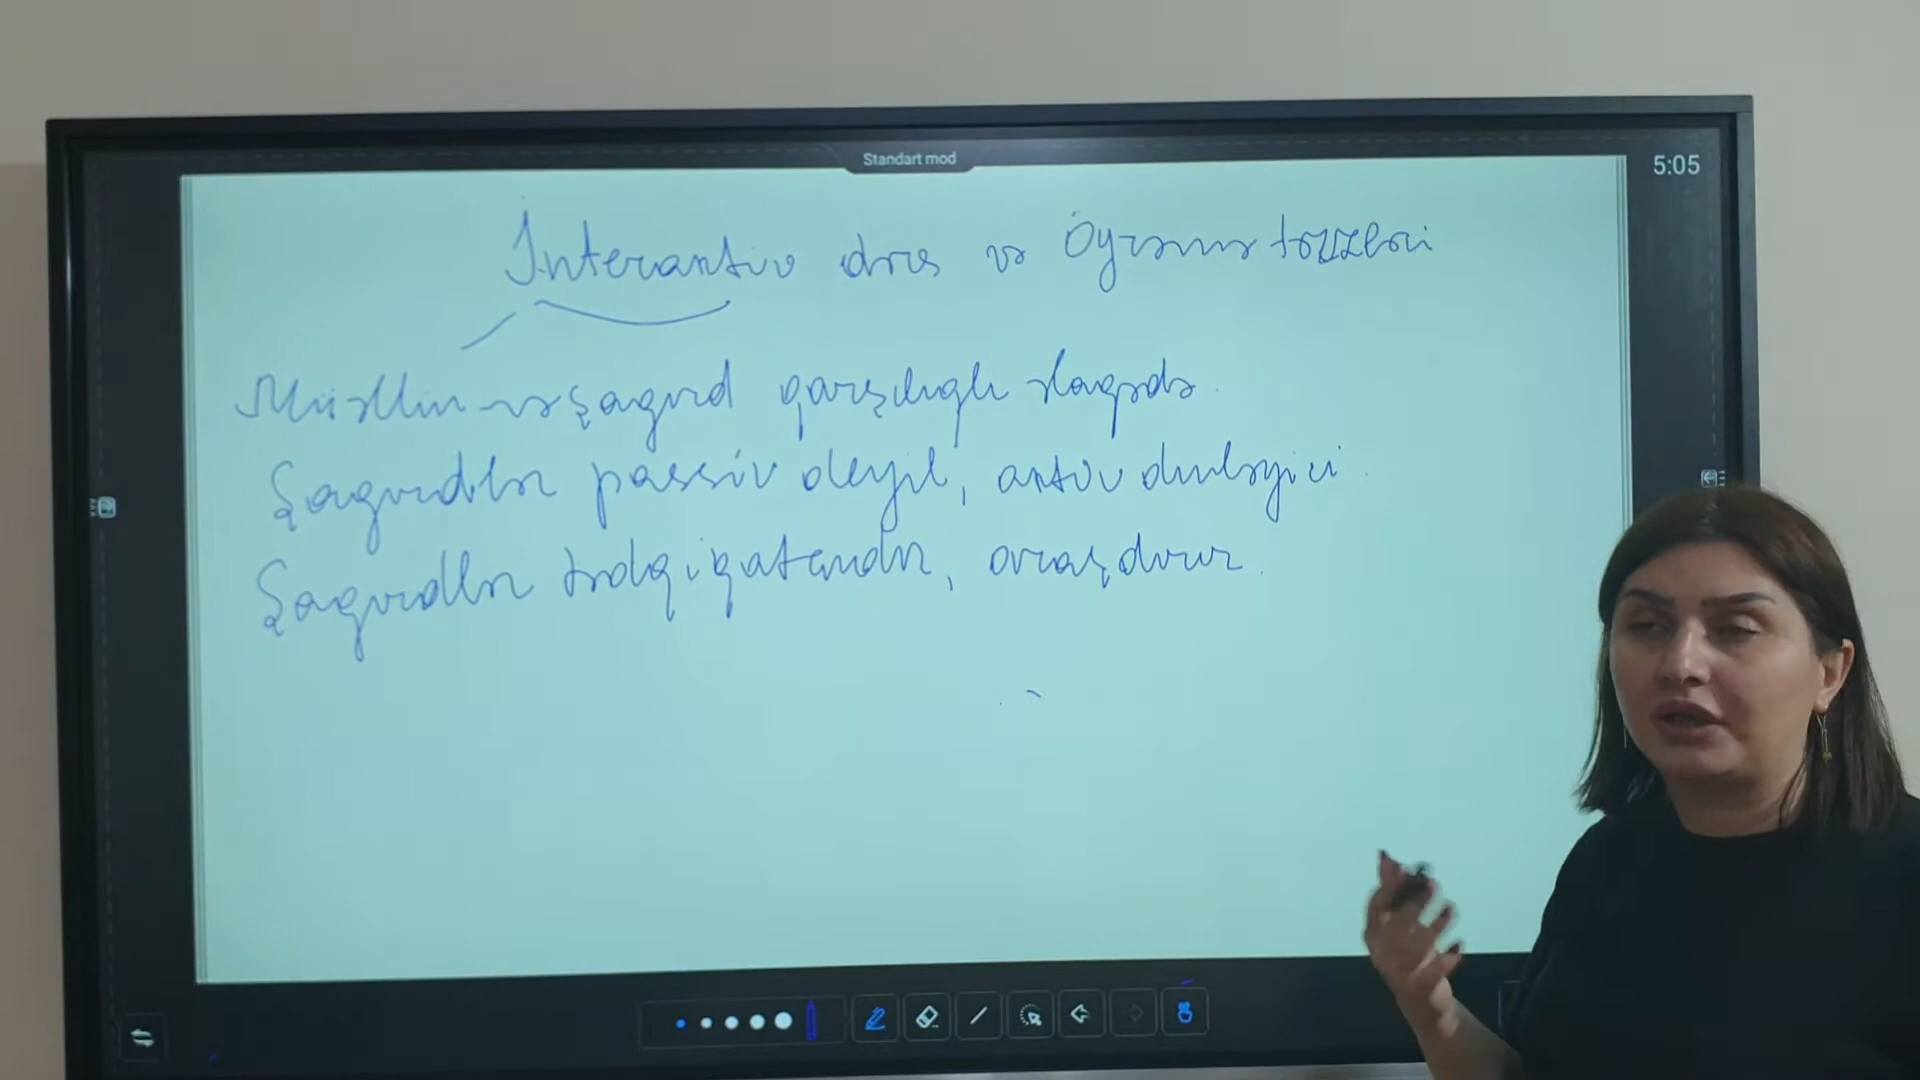 Standart mod
5:05
İnteraktiv dərs və Öyrənmə tərzləri
Müəllim və şagird qarşılıqlı əlaqədə.
Şagirdlər passiv deyil, aktiv dinləyici.
Şagirdlər tədqiqatçıdır, araşdırır.